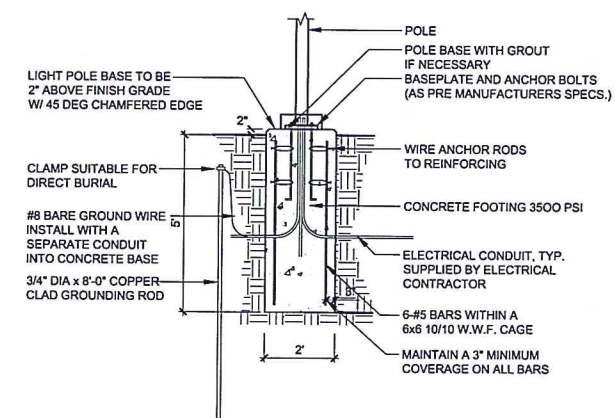 POLE
POLE BASE WITH GROUT
IF NECESSARY
BASEPLATE AND ANCHOR BOLTS
(AS PRE MANUFACTURERS SPECS.)
LIGHT POLE BASE TO BE
2" ABOVE FINISH GRADE
W/ 45 DEG CHAMFERED EDGE
2"
WIRE ANCHOR RODS
TO REINFORCING
CLAMP SUITABLE FOR
DIRECT BURIAL
CONCRETE FOOTING 3500 PSI
5'
#8 BARE GROUND WIRE
INSTALL WITH A
SEPARATE CONDUIT
INTO CONCRETE BASE
ELECTRICAL CONDUIT, TYP.
SUPPLIED BY ELECTRICAL
CONTRACTOR
3/4" DIA x 8'-0" COPPER
CLAD GROUNDING ROD
3"
6-#5 BARS WITHIN A
6x6 10/10 W.W.F. CAGE
2'
MAINTAIN A 3" MINIMUM
COVERAGE ON ALL BARS